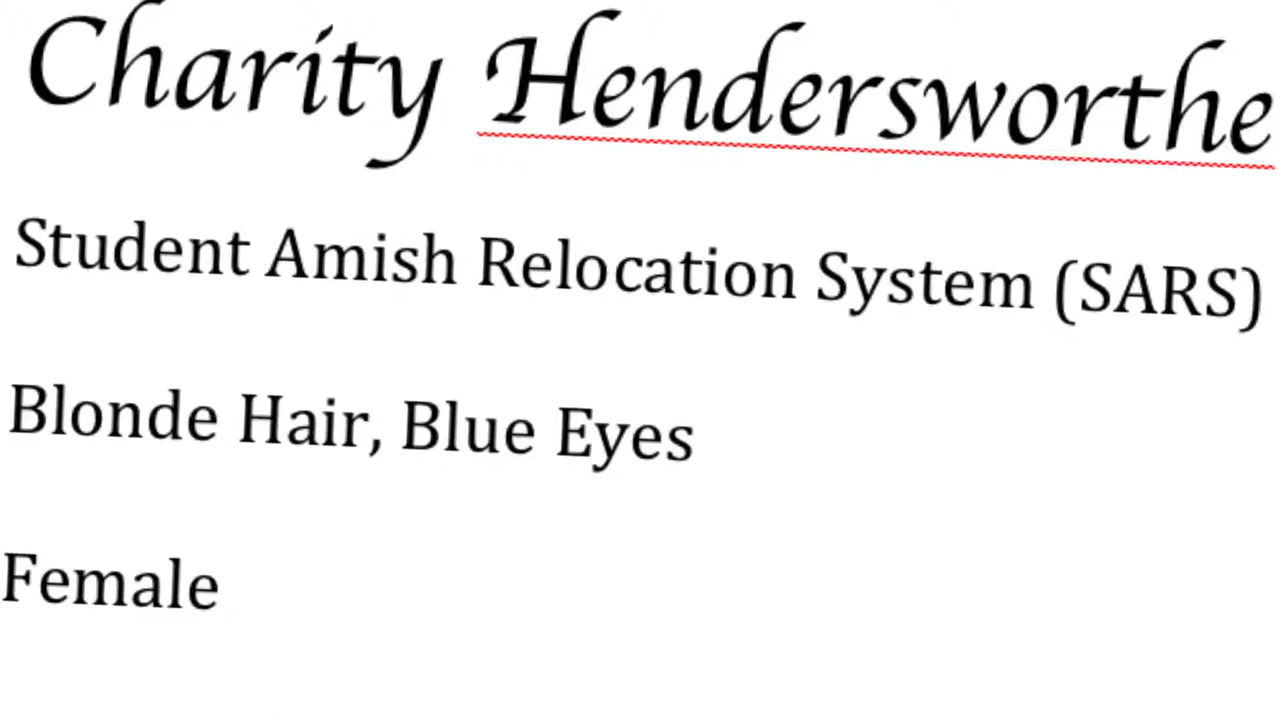 Charity Hendersworthe
Student Amish Relocation System (SARS)
Blonde Hair, Blue Eyes
Female